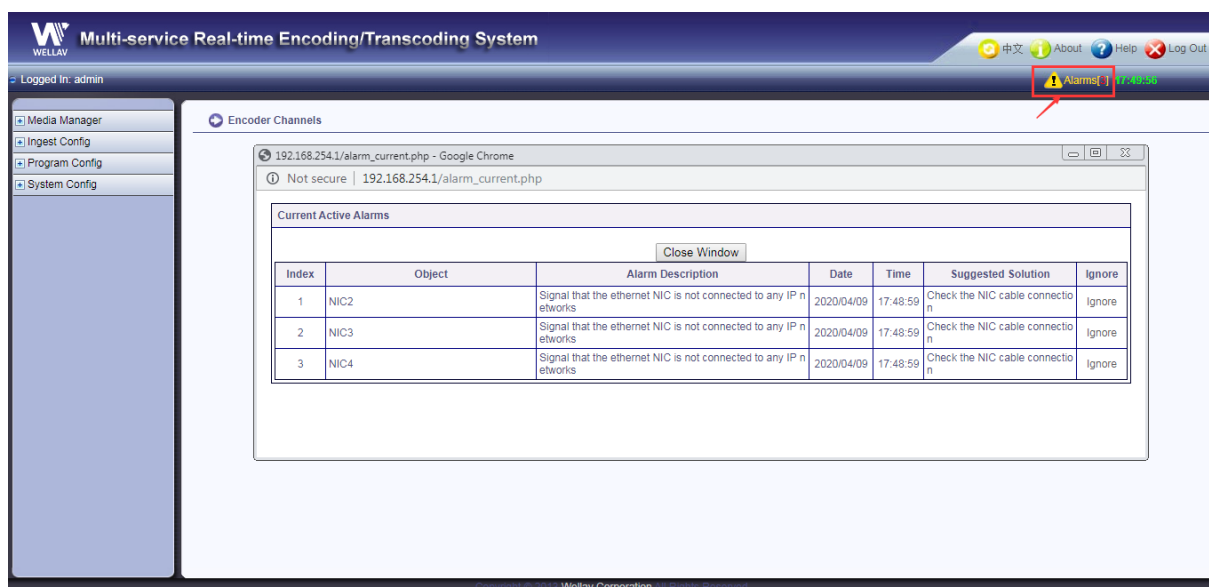 WELLAV
Multi-service Real-time Encoding/Transcoding System
中文 About Help Log Out
Logged In: admin
Alarms[3] 17:49:56
Media Manager
Ingest Config
Program Config
System Config
Encoder Channels
192.168.254.1/alarm_current.php - Google Chrome
Not secure | 192.168.254.1/alarm_current.php
Current Active Alarms
Close Window
Index Object Alarm Description Date Time Suggested Solution Ignore
1 NIC2 Signal that the ethernet NIC is not connected to any IP n
etworks 2020/04/09 17:48:59 Check the NIC cable connectio
n Ignore
2 NIC3 Signal that the ethernet NIC is not connected to any IP n
etworks 2020/04/09 17:48:59 Check the NIC cable connectio
n Ignore
3 NIC4 Signal that the ethernet NIC is not connected to any IP n
etworks 2020/04/09 17:48:59 Check the NIC cable connectio
n Ignore
Copyright © 2012 Wellav Corporation All Rights Reserved